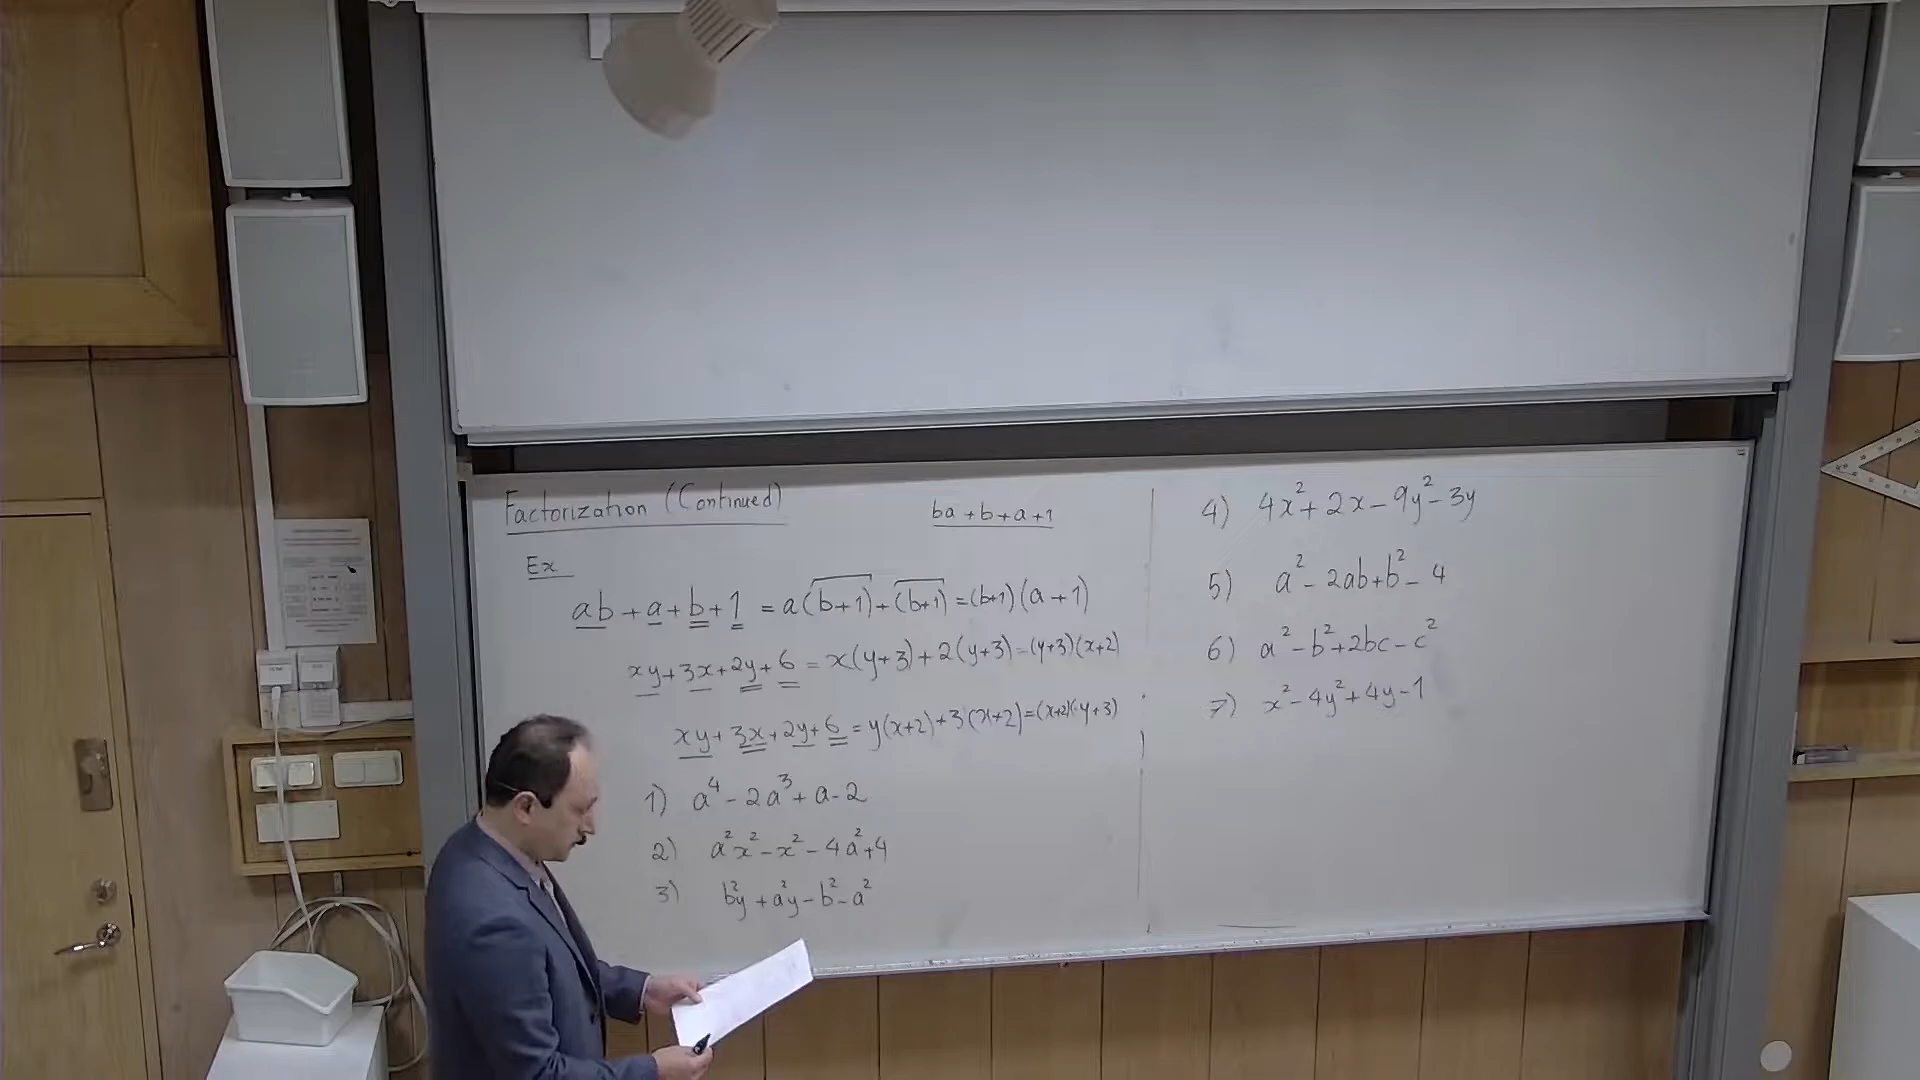 Factorization (Continued)
ba+b+a+1
Ex
ab+a+b+1 = a(b+1)+(b+1)=(b+1)(a+1)
xy+3x+2y+6 = x(y+3)+2(y+3)=(y+3)(x+2)
xy+3x+2y+6 = y(x+2)+3(x+2)=(x+2)(y+3)
1) a⁴-2a³+a-2
2) a²x²-x²-4a²+4
3) b²y+a²y-b²-a²
4) 4x²+2x-9y²-3y
5) a²-2ab+b²-4
6) a²-b²+2bc-c²
7) x²-4y²+4y-1